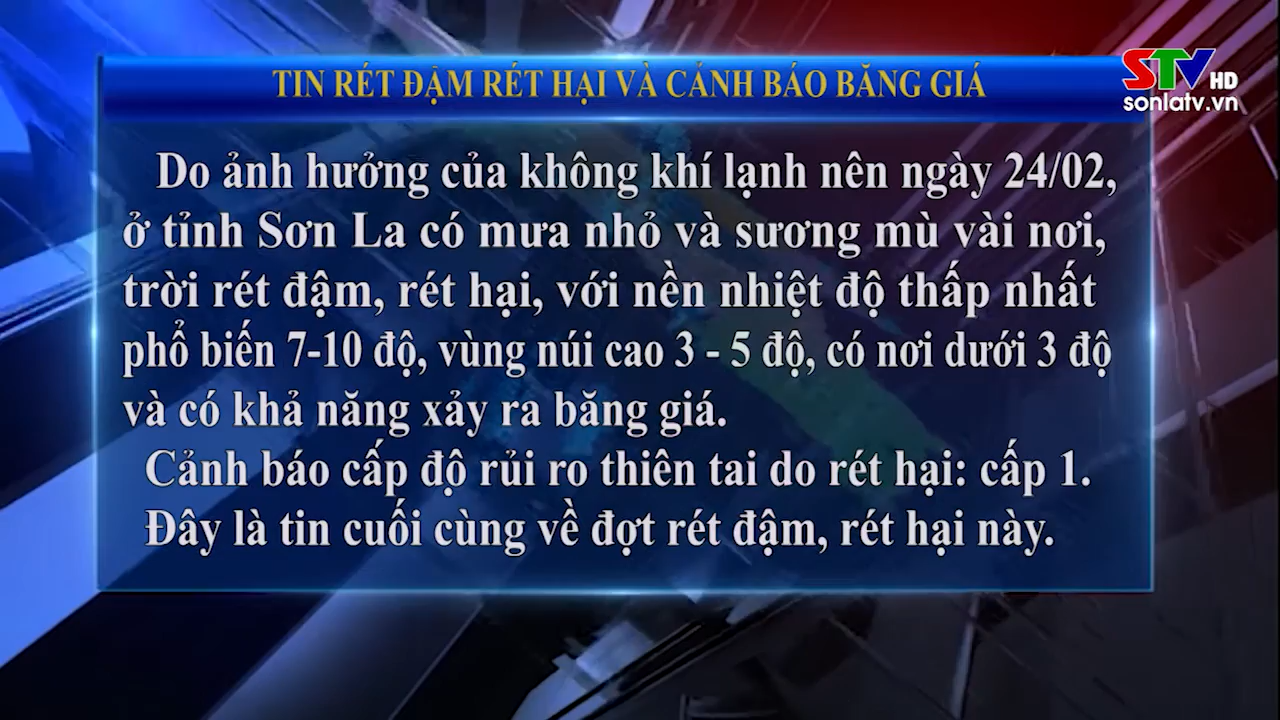 TIN RÉT ĐẬM RÉT HẠI VÀ CẢNH BÁO BĂNG GIÁ
STV HD
sonlatv.vn
Do ảnh hưởng của không khí lạnh nên ngày 24/02,
ở tỉnh Sơn La có mưa nhỏ và sương mù vài nơi,
trời rét đậm, rét hại, với nền nhiệt độ thấp nhất
phổ biến 7-10 độ, vùng núi cao 3 - 5 độ, có nơi dưới 3 độ
và có khả năng xảy ra băng giá.
Cảnh báo cấp độ rủi ro thiên tai do rét hại: cấp 1.
Đây là tin cuối cùng về đợt rét đậm, rét hại này.